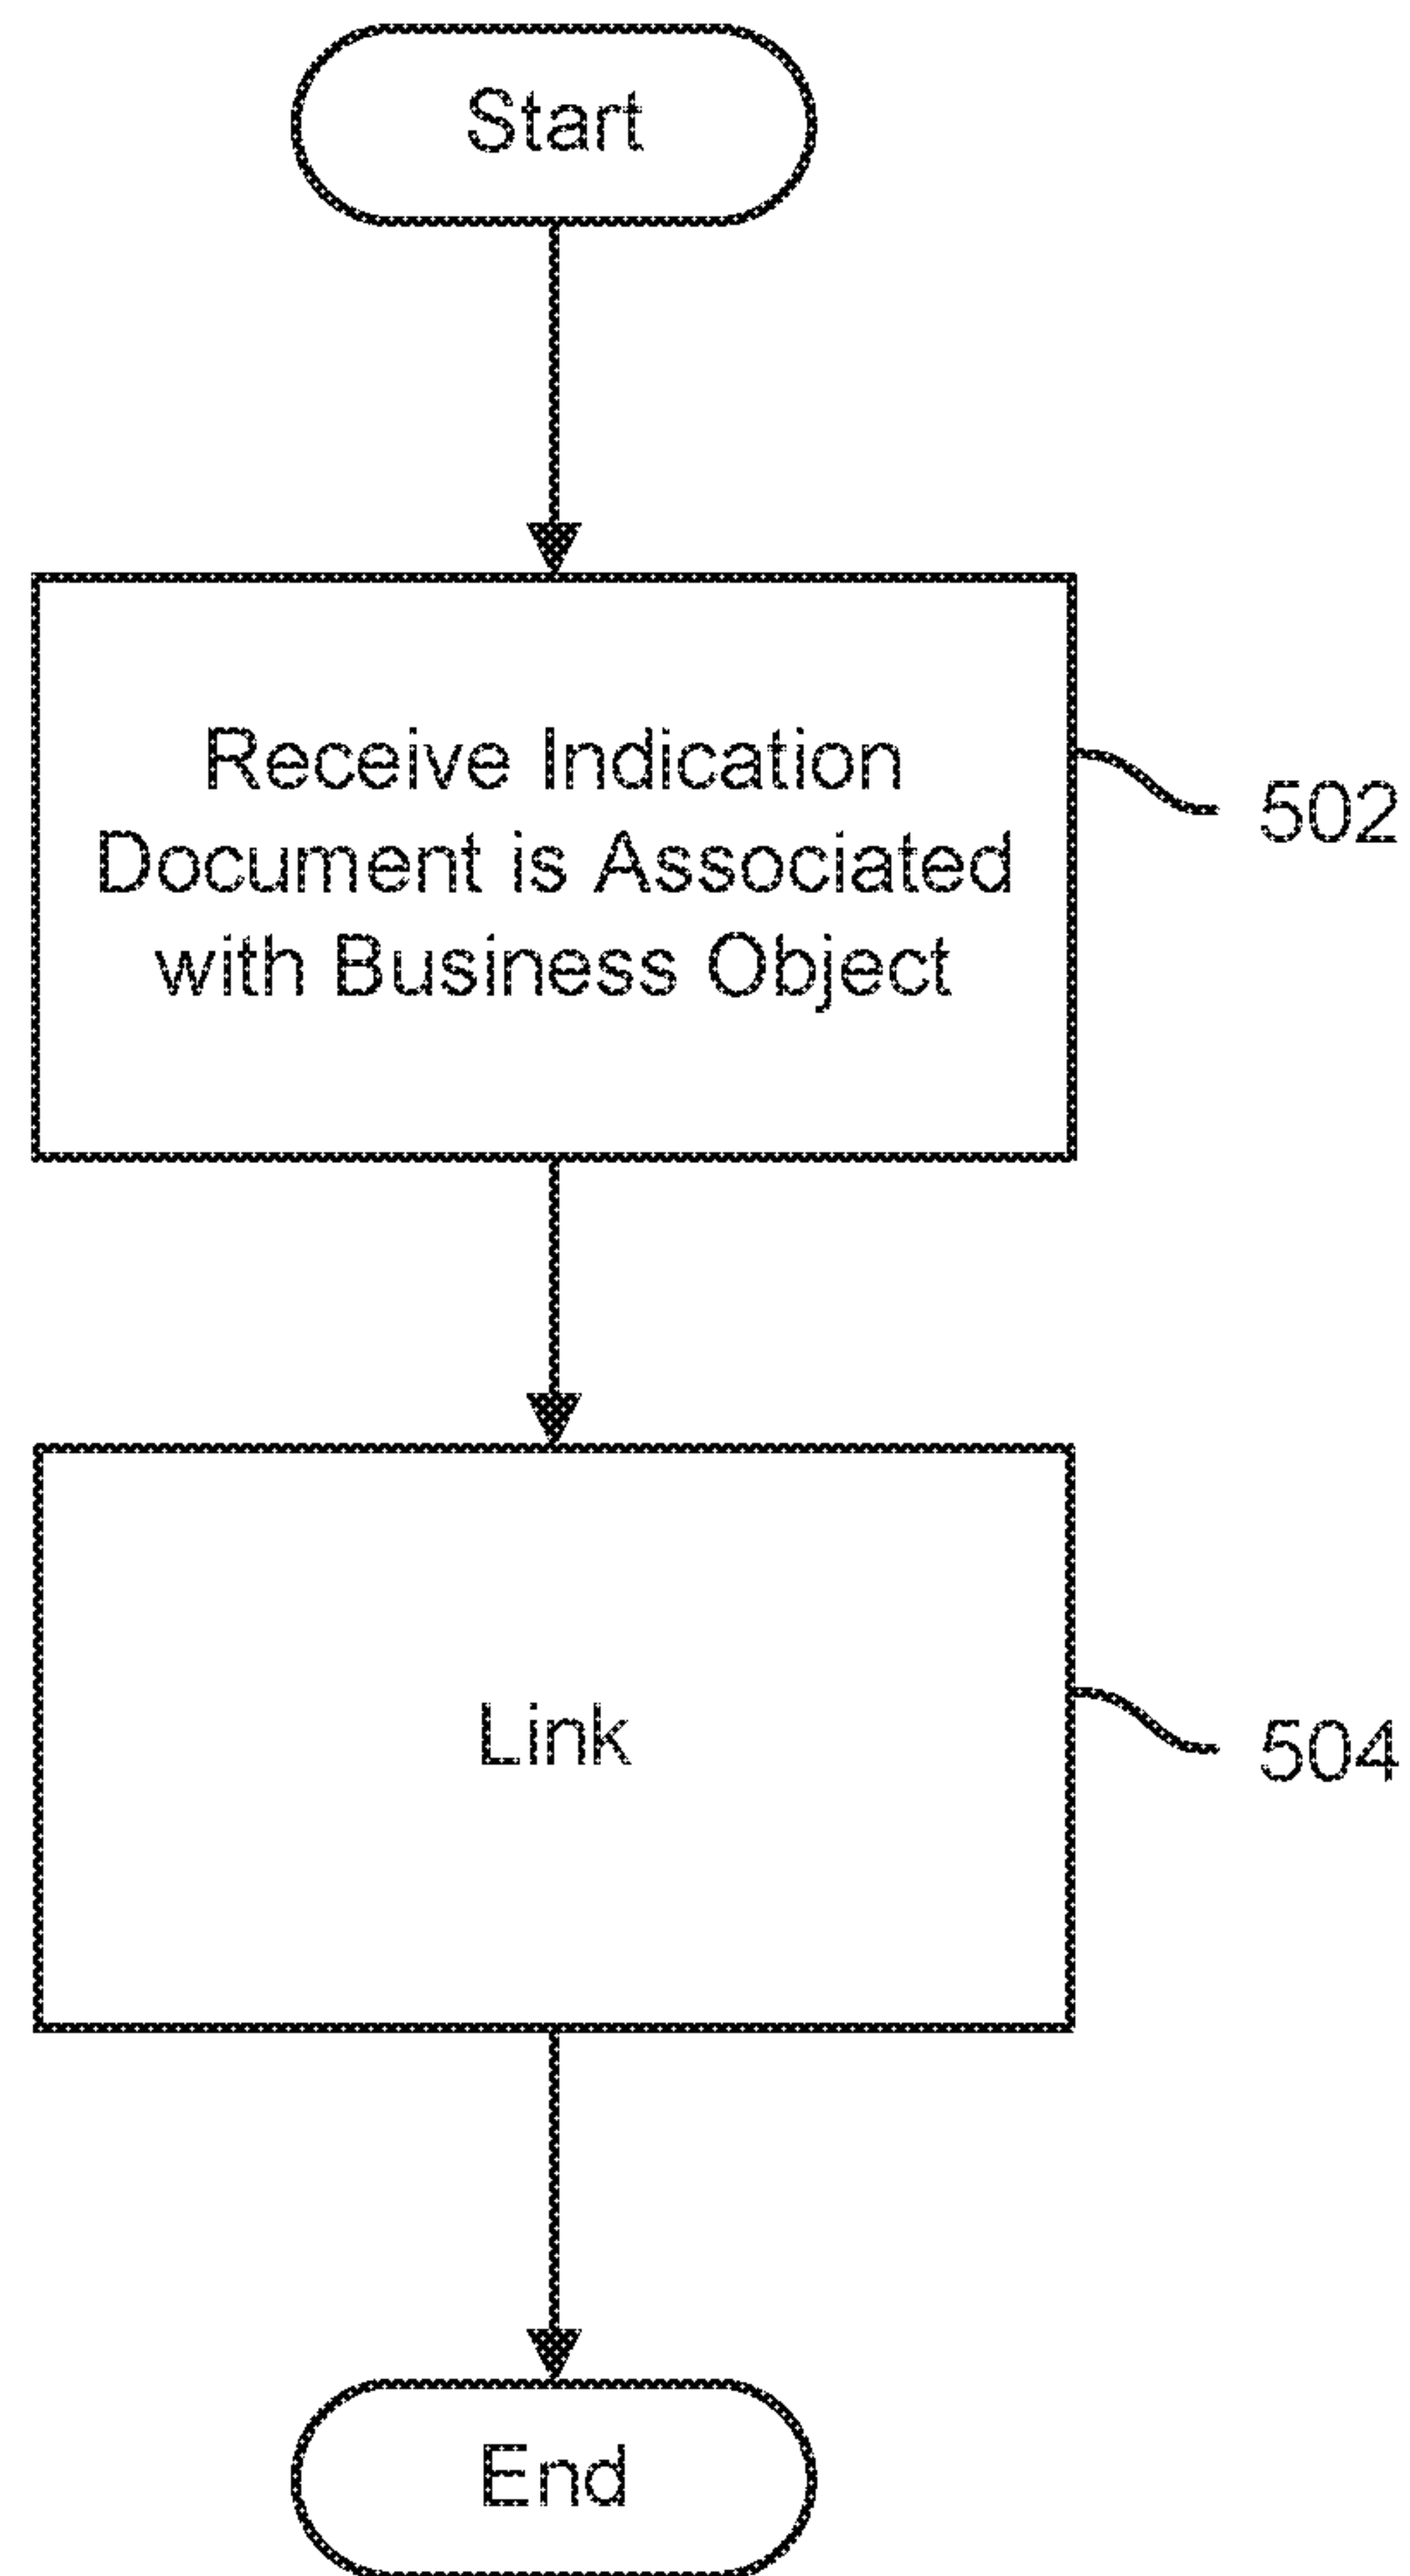 Start
Receive Indication
Document is Associated
with Business Object
502
Link
504
End